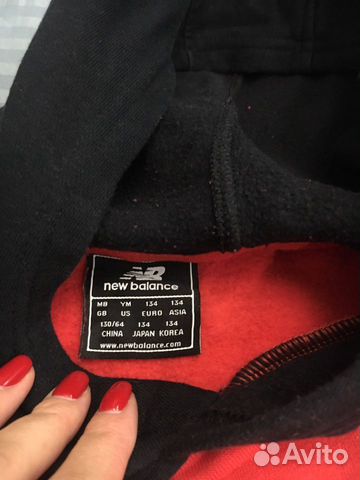 NB
new balance
MB YM 134 134
GB US EURO ASIA
130/64 134 134
CHINA JAPAN KOREA
www.newbalance.com
Avito